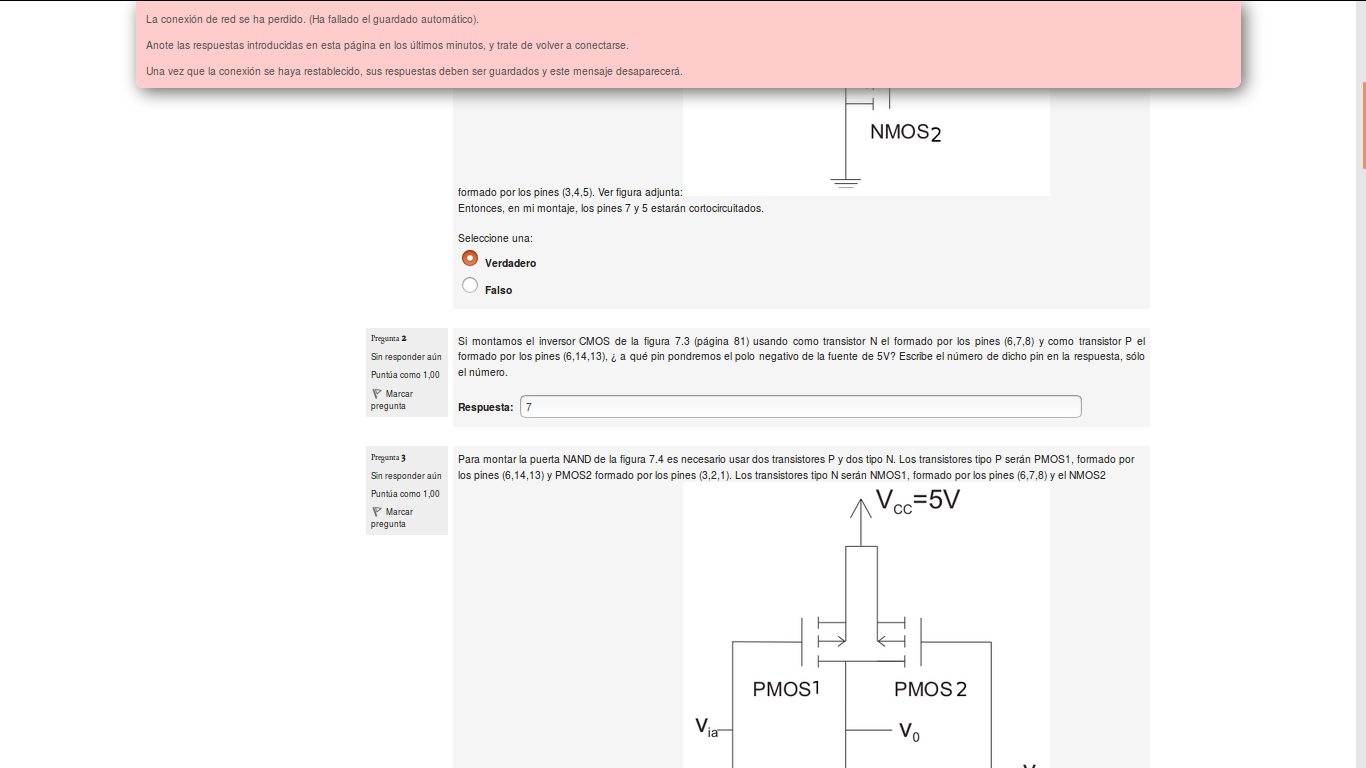 La conexión de red se ha perdido. (Ha fallado el guardado automático).
Anote las respuestas introducidas en esta página en los últimos minutos, y trate de volver a conectarse.
Una vez que la conexión se haya restablecido, sus respuestas deben ser guardados y este mensaje desaparecerá.
NMOS2
formado por los pines (3,4,5). Ver figura adjunta:
Entonces, en mi montaje, los pines 7 y 5 estarán cortocircuitados.
Seleccione una:
Verdadero
Falso
Pregunta 2
Sin responder aún
Puntúa como 1,00
Marcar
pregunta
Si montamos el inversor CMOS de la figura 7.3 (página 81) usando como transistor N el formado por los pines (6,7,8) y como transistor P el
formado por los pines (6,14,13), ¿ a qué pin pondremos el polo negativo de la fuente de 5V? Escribe el número de dicho pin en la respuesta, sólo
el número.
Respuesta: 7
Pregunta 3
Sin responder aún
Puntúa como 1,00
Marcar
pregunta
Para montar la puerta NAND de la figura 7.4 es necesario usar dos transistores P y dos tipo N. Los transistores tipo P serán PMOS1, formado por
los pines (6,14,13) y PMOS2 formado por los pines (3,2,1). Los transistores tipo N serán NMOS1, formado por los pines (6,7,8) y el NMOS2
VCC=5V
PMOS1 PMOS2
Via
V0